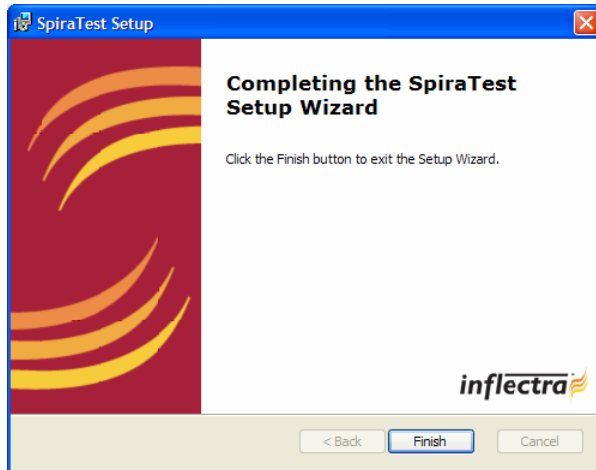 SpiraTest Setup
Completing the SpiraTest
Setup Wizard
Click the Finish button to exit the Setup Wizard.
inflectra
< Back
Finish
Cancel